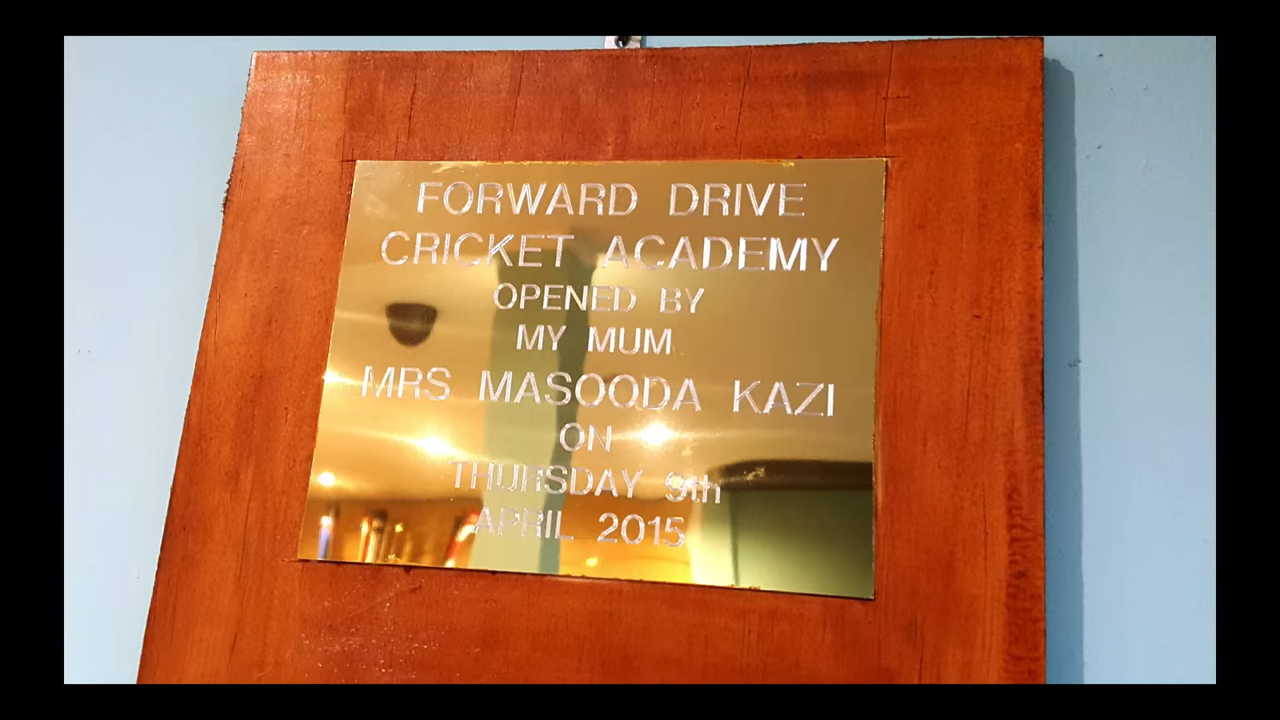 FORWARD DRIVE
CRICKET ACADEMY
OPENED BY
MY MUM
MRS MASOODA KAZI
ON
THURSDAY 9th
APRIL 2015